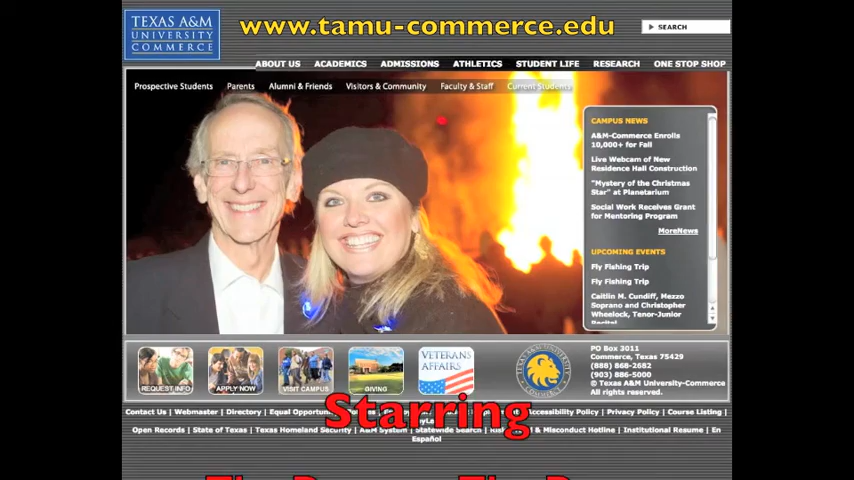 TEXAS A&M
UNIVERSITY
COMMERCE
www.tamu-commerce.edu
SEARCH
ABOUT US ACADEMICS ADMISSIONS ATHLETICS STUDENT LIFE RESEARCH ONE STOP SHOP
Prospective Students Parents Alumni & Friends Visitors & Community Faculty & Staff Current Students
CAMPUS NEWS
A&M-Commerce Enrolls
10,000+ for Fall
Live Webcam of New
Residence Hall Construction
"Mystery of the Christmas
Star" at Planetarium
Social Work Receives Grant
for Mentoring Program
MoreNews
UPCOMING EVENTS
Fly Fishing Trip
Fly Fishing Trip
Caitlin M. Cundiff, Mezzo
Soprano and Christopher
Wheelock, Tenor-Junior
Recital
REQUEST INFO
APPLY NOW
VISIT CAMPUS
GIVING
VETERANS
AFFAIRS
PO Box 3011
Commerce, Texas 75429
(888) 868-2682
(903) 886-5000
© Texas A&M University-Commerce
All rights reserved.
Starring
Contact Us | Webmaster | Directory | Equal Accessibility Policy | Privacy Policy | Course Listing |
Open Records | State of Texas | Texas Homeland Security | A&M System | Statewide Search | & Misconduct Hotline | Institutional Resume | En
Español